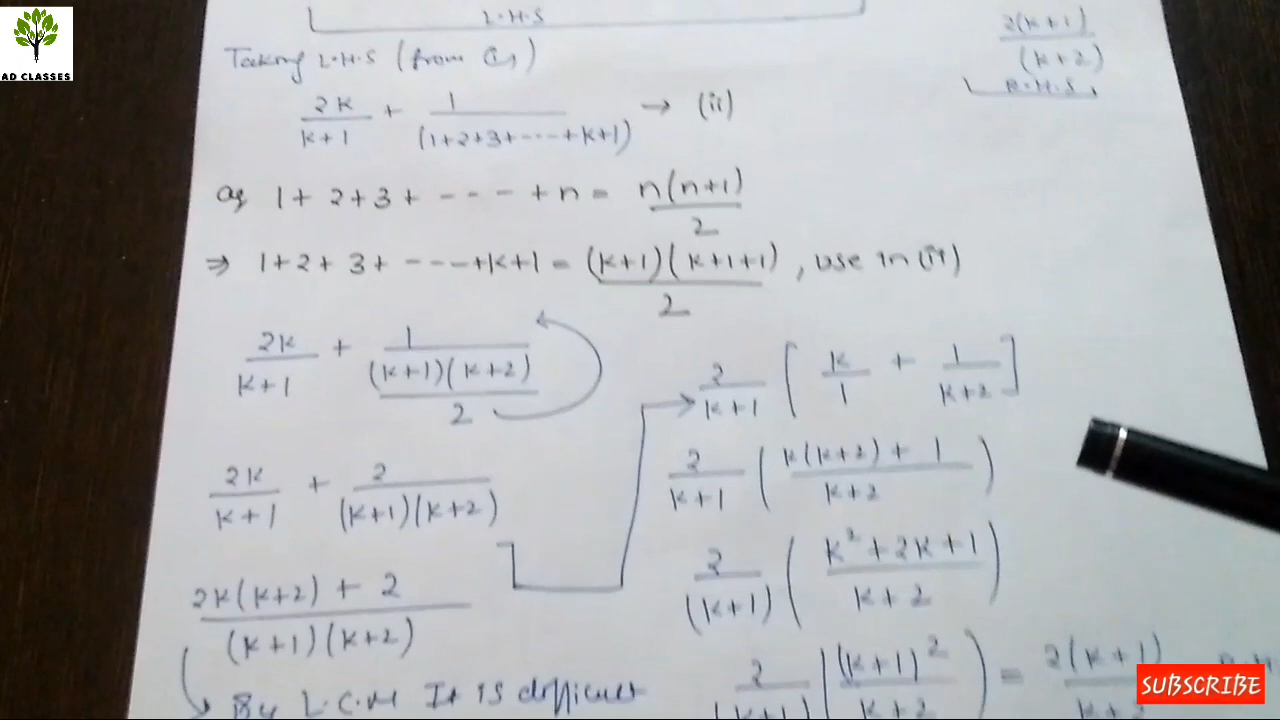 AD CLASSES
L.H.S
Taking L.H.S (from
2k/(k+1) + 1/(1+2+3+----+k+1) → (ii)
as 1+2+3+ ---- +n = n(n+1)/2
⇒ 1+2+3+ ----+k+1 = (k+1)(k+1+1)/2, use in (ii)
2k/(k+1) + 1/((k+1)(k+2)/2)
2k/(k+1) + 2/((k+1)(k+2))
(2k(k+2) + 2)/((k+1)(k+2))
By L.C.M It is difficult
2(k+1)/(k+2)
R.H.S
2/(k+1) [k/1 + 1/(k+2)]
2/(k+1) ((k(k+2)+1)/(k+2))
2/(k+1) ((k²+2k+1)/(k+2))
2/(k+1) ((k+1)²/(k+2)) = 2(k+1)/(k+2)
SUBSCRIBE